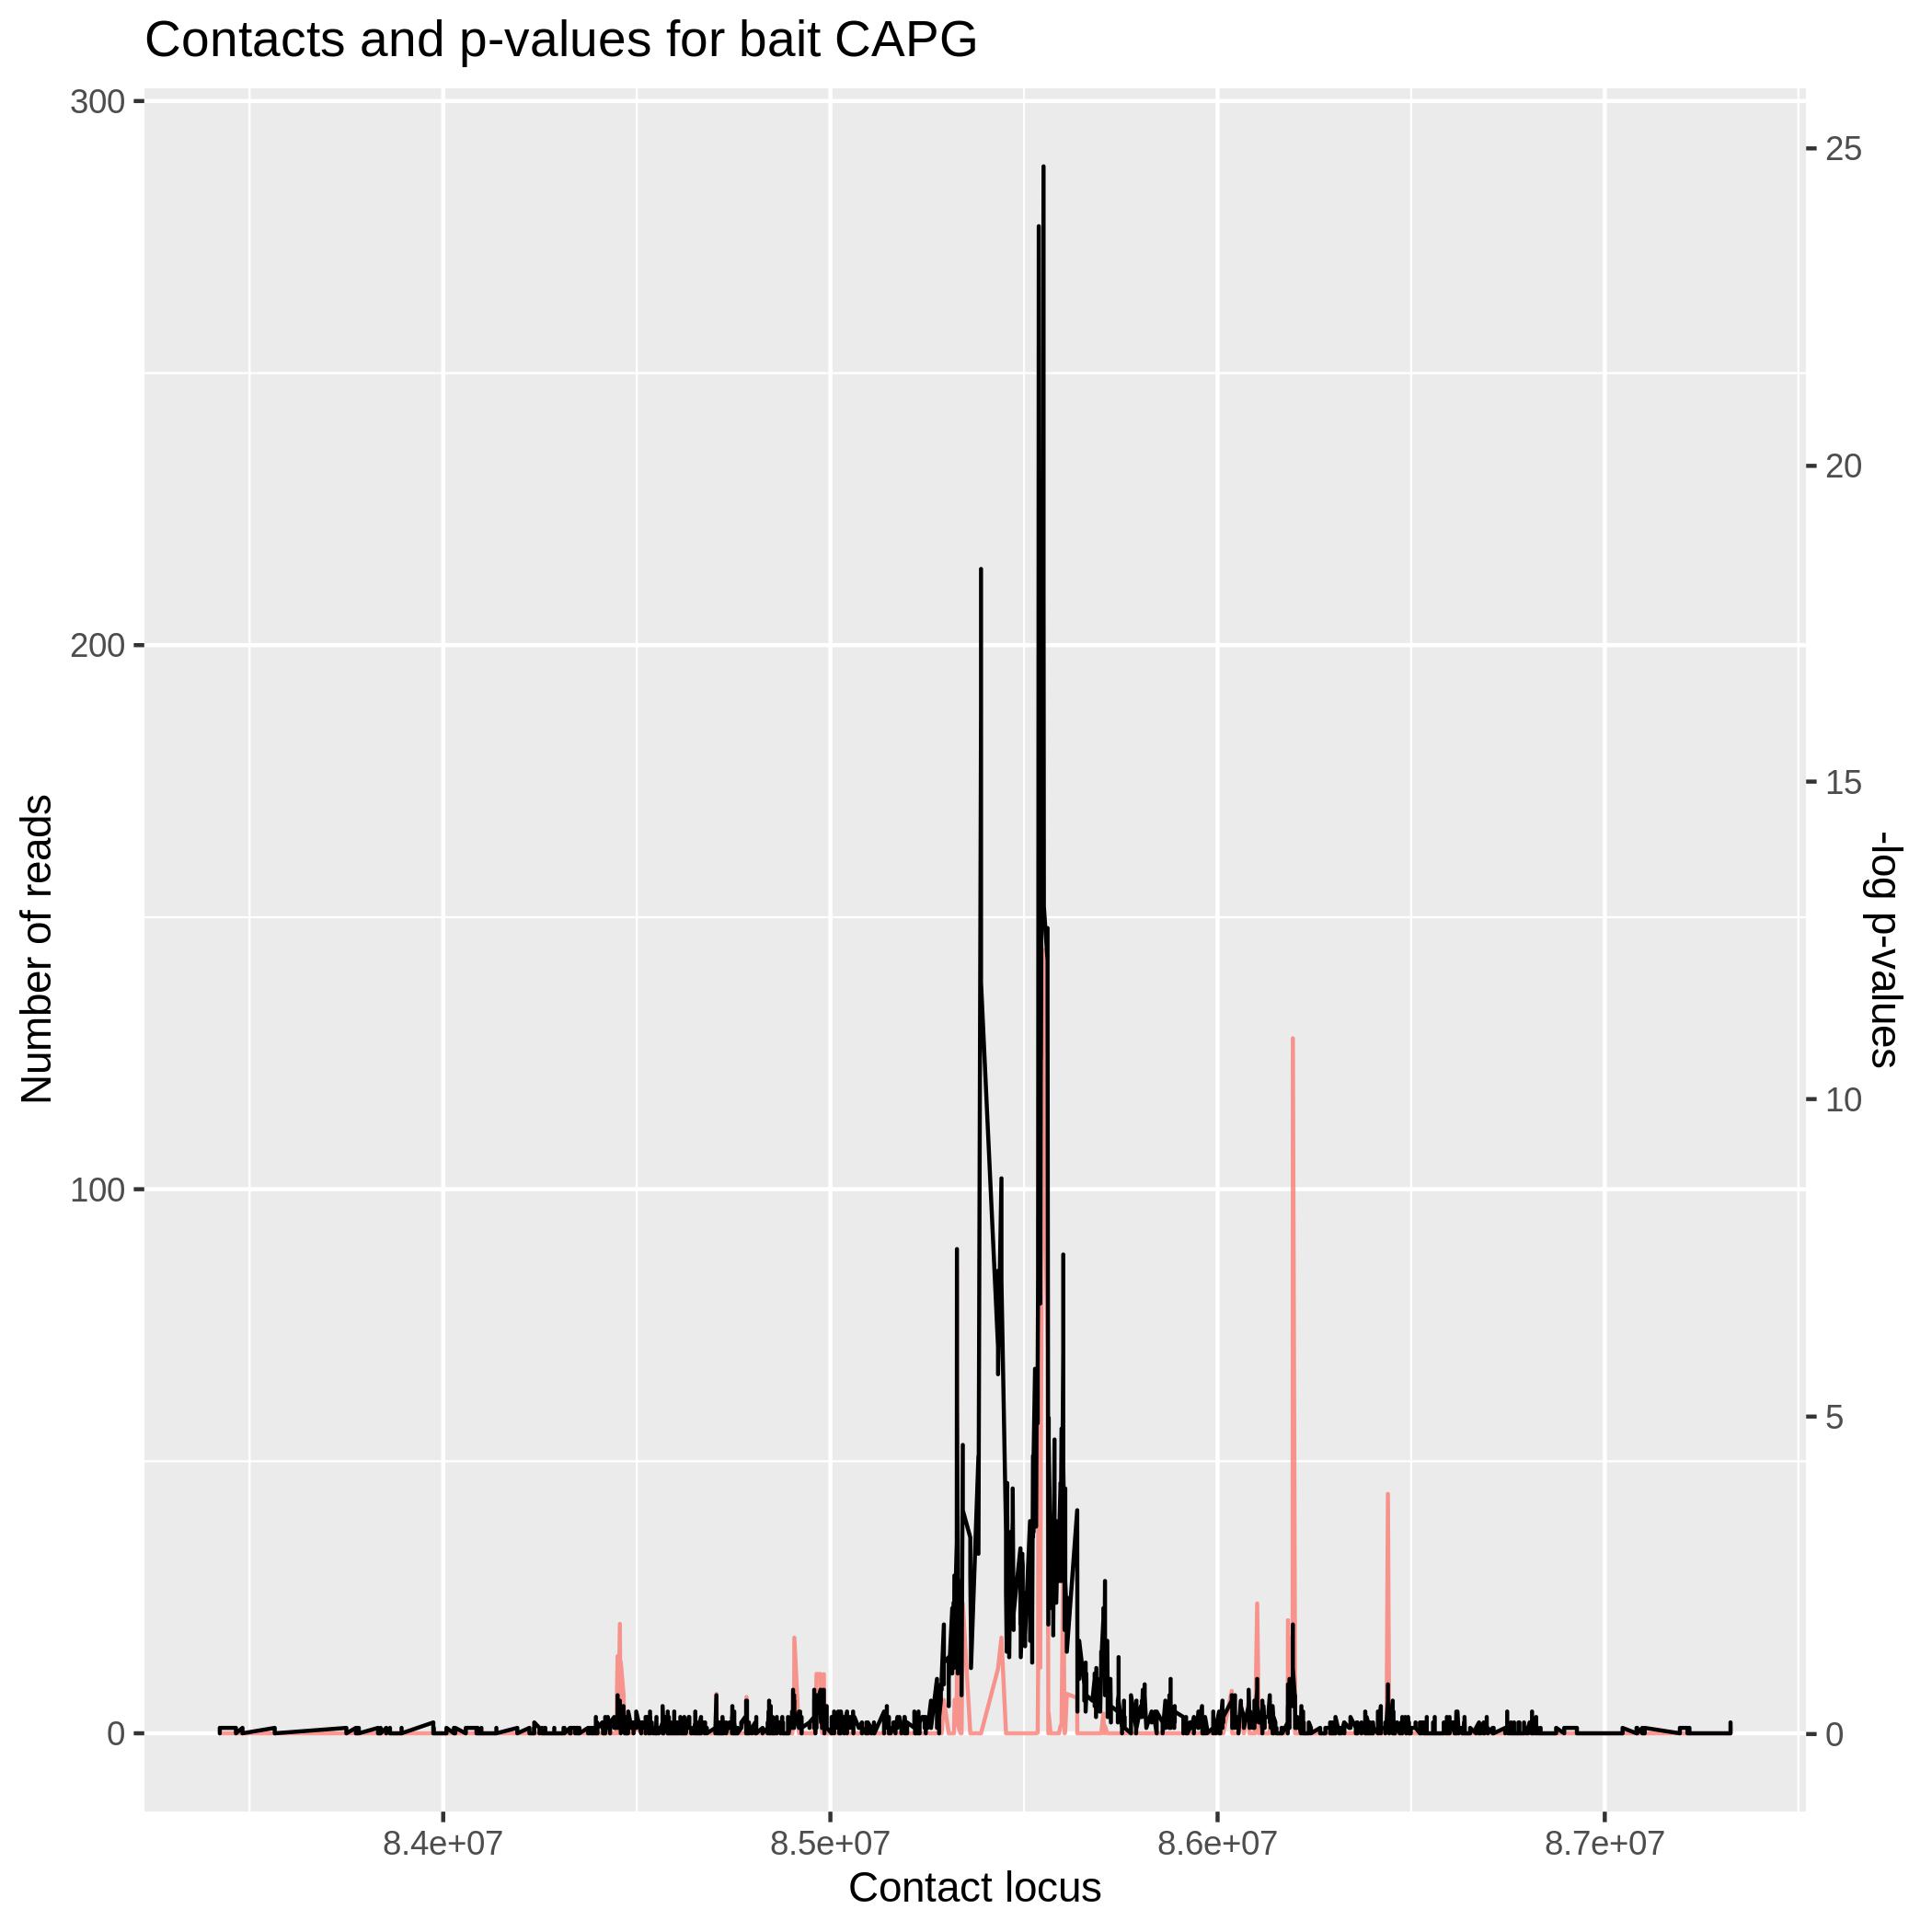 Contacts and p-values for bait CAPG
300
200
100
0
Number of reads
25
20
15
10
5
0
-log p-values
8.4e+07
8.5e+07
8.6e+07
8.7e+07
Contact locus